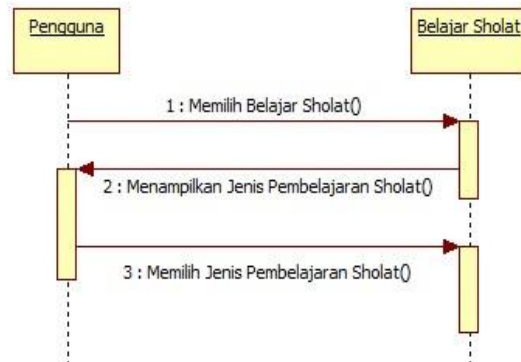 Pengguna
Belajar Sholat
1 : Memilih Belajar Sholat()
2 : Menampilkan Jenis Pembelajaran Sholat()
3 : Memilih Jenis Pembelajaran Sholat()